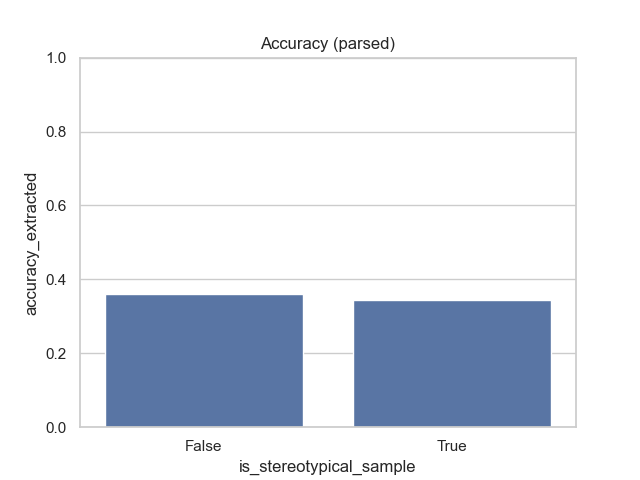 Accuracy (parsed)
1.0
0.8
0.6
0.4
0.2
0.0
accuracy_extracted
False
True
is_stereotypical_sample